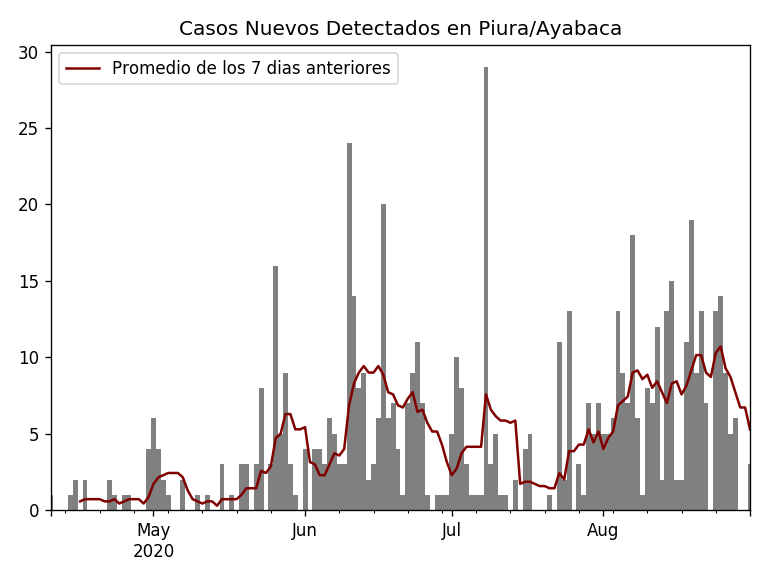 Casos Nuevos Detectados en Piura/Ayabaca
Promedio de los 7 dias anteriores
30
25
20
15
10
5
0
May
2020
Jun
Jul
Aug